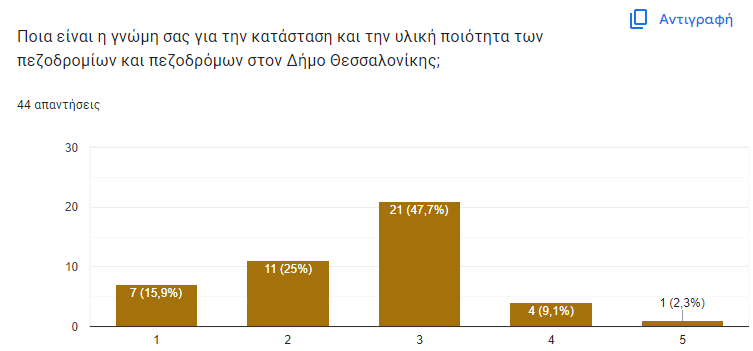 Αντιγραφή
Ποια είναι η γνώμη σας για την κατάσταση και την υλική ποιότητα των
πεζοδρομίων και πεζοδρόμων στον Δήμο Θεσσαλονίκης;
44 απαντήσεις
30
20
10
0
7 (15,9%)
11 (25%)
21 (47,7%)
4 (9,1%)
1 (2,3%)
1 2 3 4 5